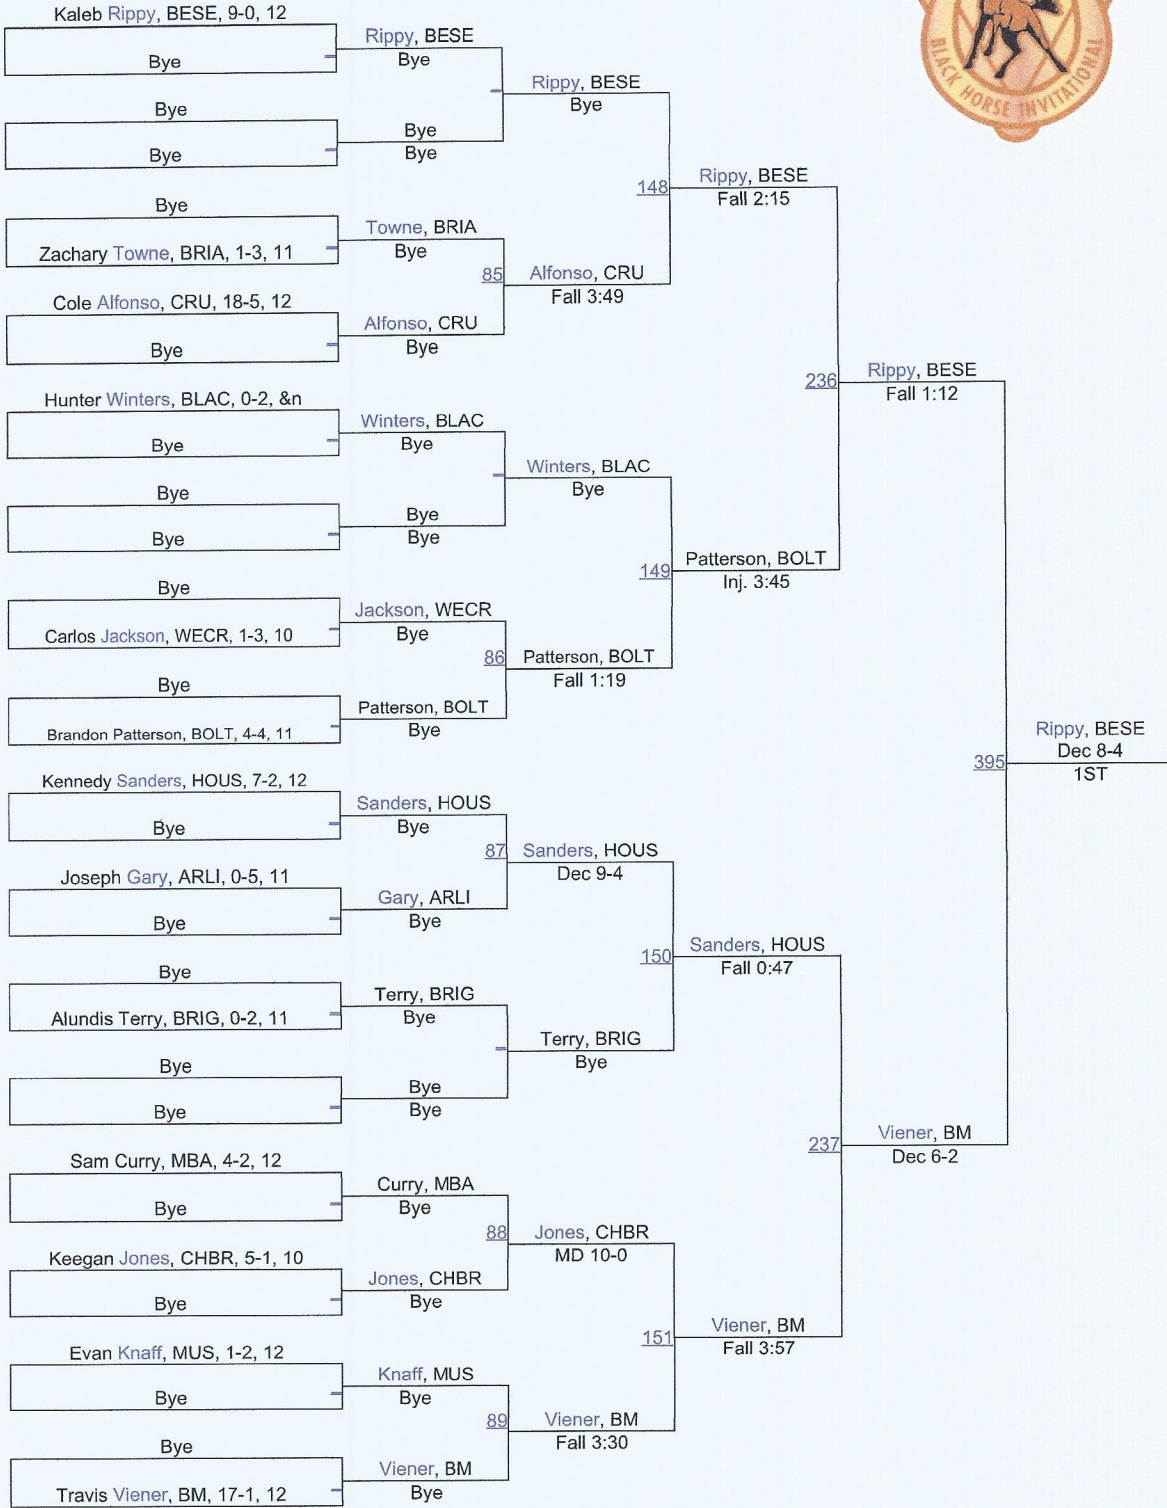 Kaleb Rippy, BESE, 9-0, 12
Bye
Bye
Bye
Bye
Zachary Towne, BRIA, 1-3, 11
Cole Alfonso, CRU, 18-5, 12
Bye
Hunter Winters, BLAC, 0-2, &n
Bye
Bye
Bye
Bye
Carlos Jackson, WECR, 1-3, 10
Bye
Brandon Patterson, BOLT, 4-4, 11
Kennedy Sanders, HOUS, 7-2, 12
Bye
Joseph Gary, ARLI, 0-5, 11
Bye
Bye
Alundis Terry, BRIG, 0-2, 11
Bye
Bye
Sam Curry, MBA, 4-2, 12
Bye
Keegan Jones, CHBR, 5-1, 10
Bye
Evan Knaff, MUS, 1-2, 12
Bye
Bye
Travis Viener, BM, 17-1, 12
Rippy, BESE
Bye
Bye
Bye
Towne, BRIA
Bye
85
Alfonso, CRU
Bye
Winters, BLAC
Bye
Bye
Bye
Jackson, WECR
Bye
86
Patterson, BOLT
Bye
Sanders, HOUS
Bye
87
Gary, ARLI
Bye
Terry, BRIG
Bye
Bye
Bye
Curry, MBA
Bye
88
Jones, CHBR
Bye
Knaff, MUS
Bye
89
Viener, BM
Bye
Rippy, BESE
Bye
148
Alfonso, CRU
Fall 3:49
Winters, BLAC
Bye
149
Patterson, BOLT
Fall 1:19
Sanders, HOUS
Dec 9-4
150
Terry, BRIG
Bye
Jones, CHBR
MD 10-0
151
Viener, BM
Fall 3:30
Rippy, BESE
Fall 2:15
236
Patterson, BOLT
Inj. 3:45
Sanders, HOUS
Fall 0:47
237
Viener, BM
Fall 3:57
Rippy, BESE
Fall 1:12
395
Viener, BM
Dec 6-2
Rippy, BESE
Dec 8-4
1ST
BLACK HORSE INVITATIONAL